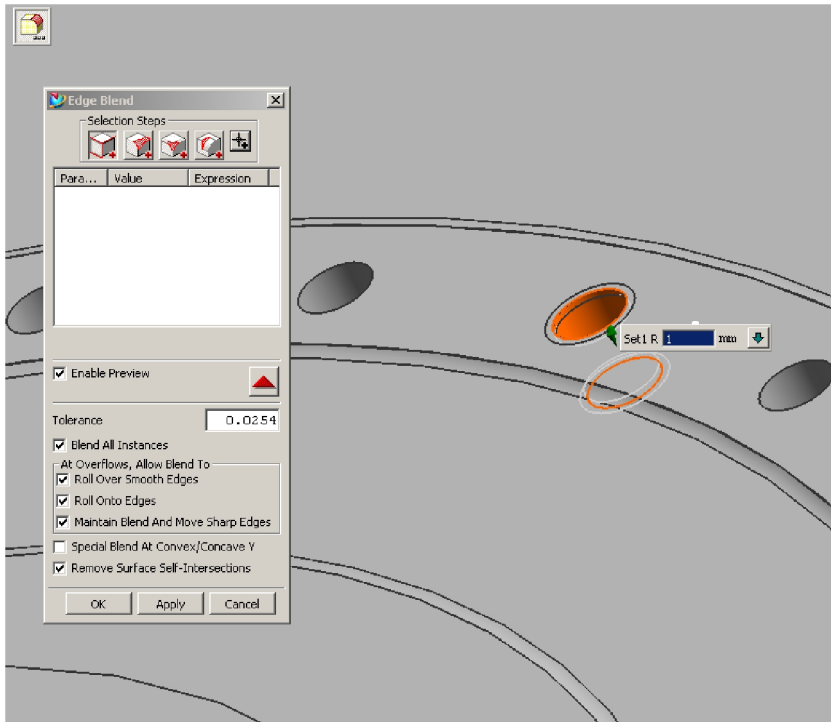 Edge Blend
Selection Steps
Para... Value Expression
Set1 R 1 mm
Enable Preview
Tolerance 0.0254
Blend All Instances
At Overflows, Allow Blend To
Roll Over Smooth Edges
Roll Onto Edges
Maintain Blend And Move Sharp Edges
Special Blend At Convex/Concave Y
Remove Surface Self-Intersections
OK Apply Cancel